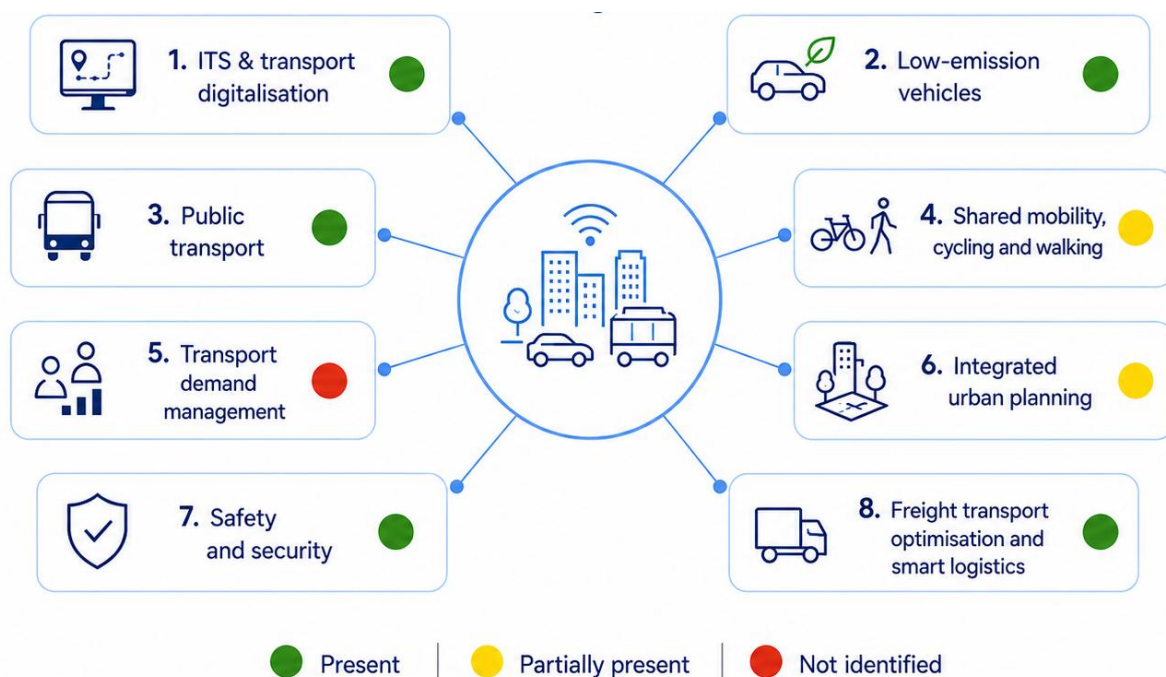 1. ITS & transport
digitalisation
2. Low-emission
vehicles
3. Public
transport
4. Shared mobility,
cycling and walking
5. Transport
demand
management
6. Integrated
urban planning
7. Safety
and security
8. Freight transport
optimisation and
smart logistics
Present
Partially present
Not identified